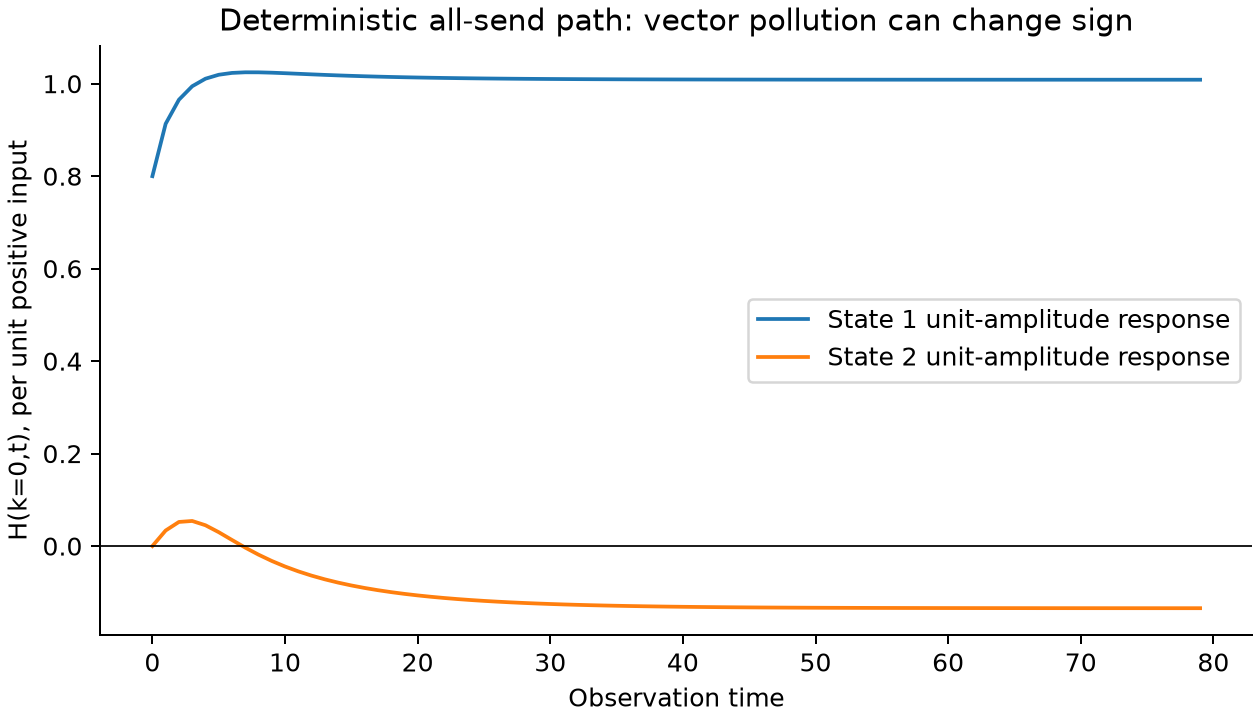 Deterministic all-send path: vector pollution can change sign
H(k=0,t), per unit positive input
1.0
0.8
0.6
0.4
0.2
0.0
State 1 unit-amplitude response
State 2 unit-amplitude response
0 10 20 30 40 50 60 70 80
Observation time